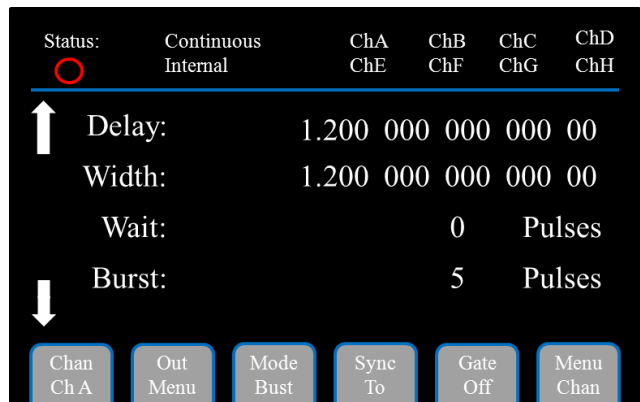 Status: Continuous ChA ChB ChC ChD
Internal ChE ChF ChG ChH
Delay: 1.200 000 000 000 00
Width: 1.200 000 000 000 00
Wait: 0 Pulses
Burst: 5 Pulses
Chan Out Mode Sync Gate Menu
Ch A Menu Bust To Off Chan